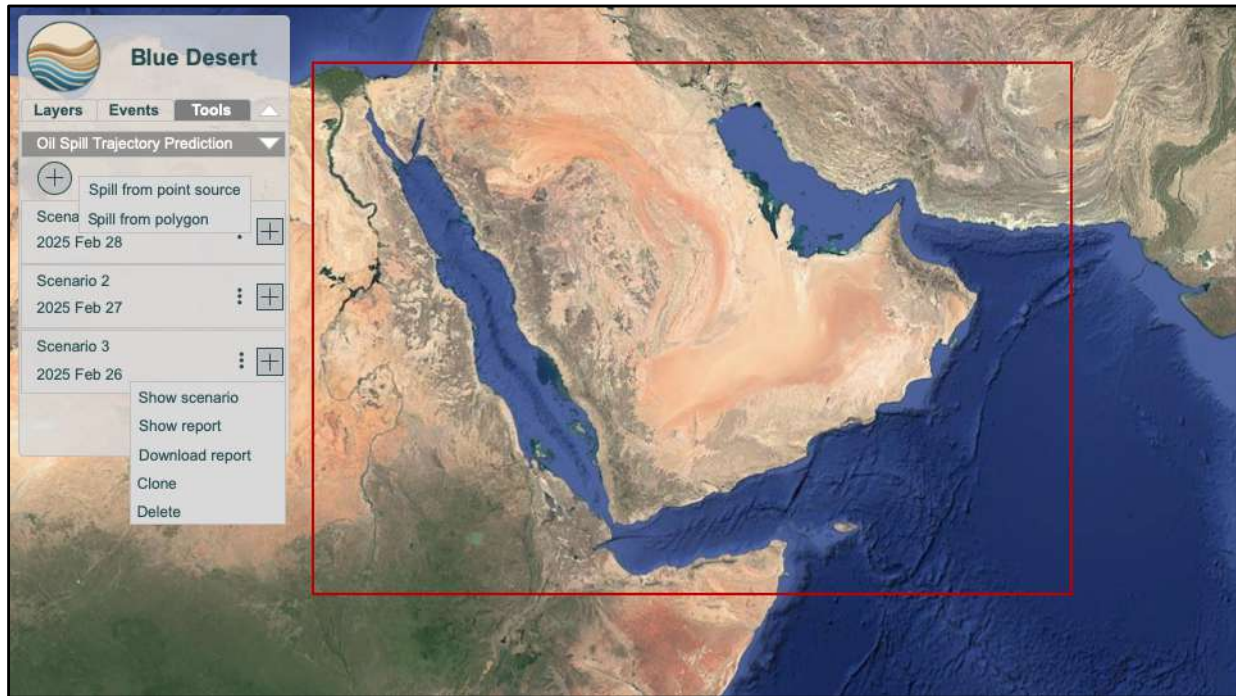 Blue Desert
Layers Events Tools
Oil Spill Trajectory Prediction
Spill from point source
Spill from polygon
Scena
2025 Feb 28
Scenario 2
2025 Feb 27
Scenario 3
2025 Feb 26
Show scenario
Show report
Download report
Clone
Delete